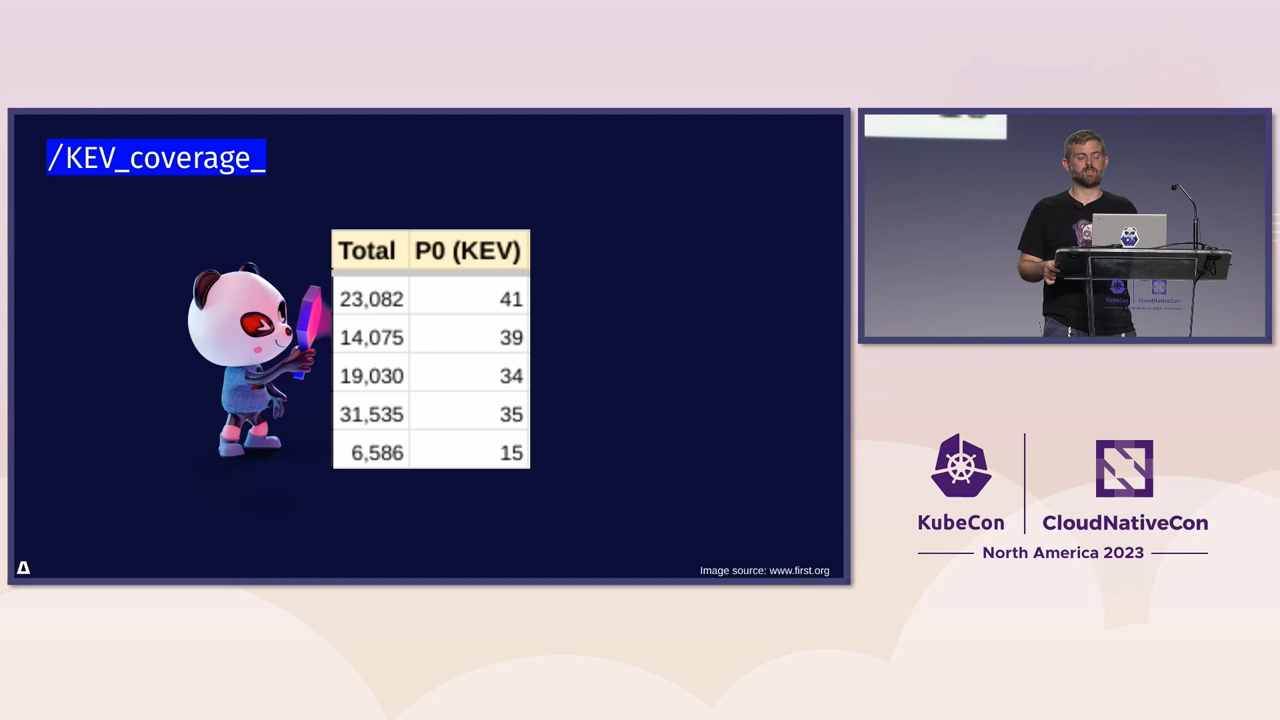 /KEV_coverage_
Total P0 (KEV)
23,082 41
14,075 39
19,030 34
31,535 35
6,586 15
Image source: www.first.org
KubeCon
CloudNativeCon
North America 2023